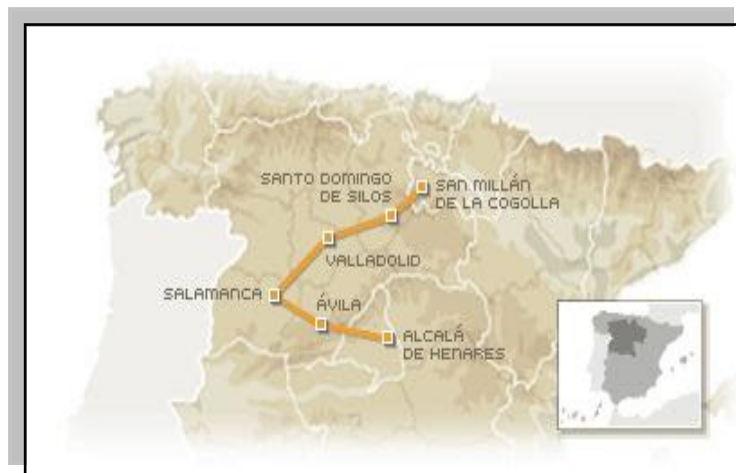 SANTO DOMINGO
DE SILOS
SAN MILLÁN
DE LA COGOLLA
VALLADOLID
SALAMANCA
ÁVILA
ALCALÁ
DE HENARES